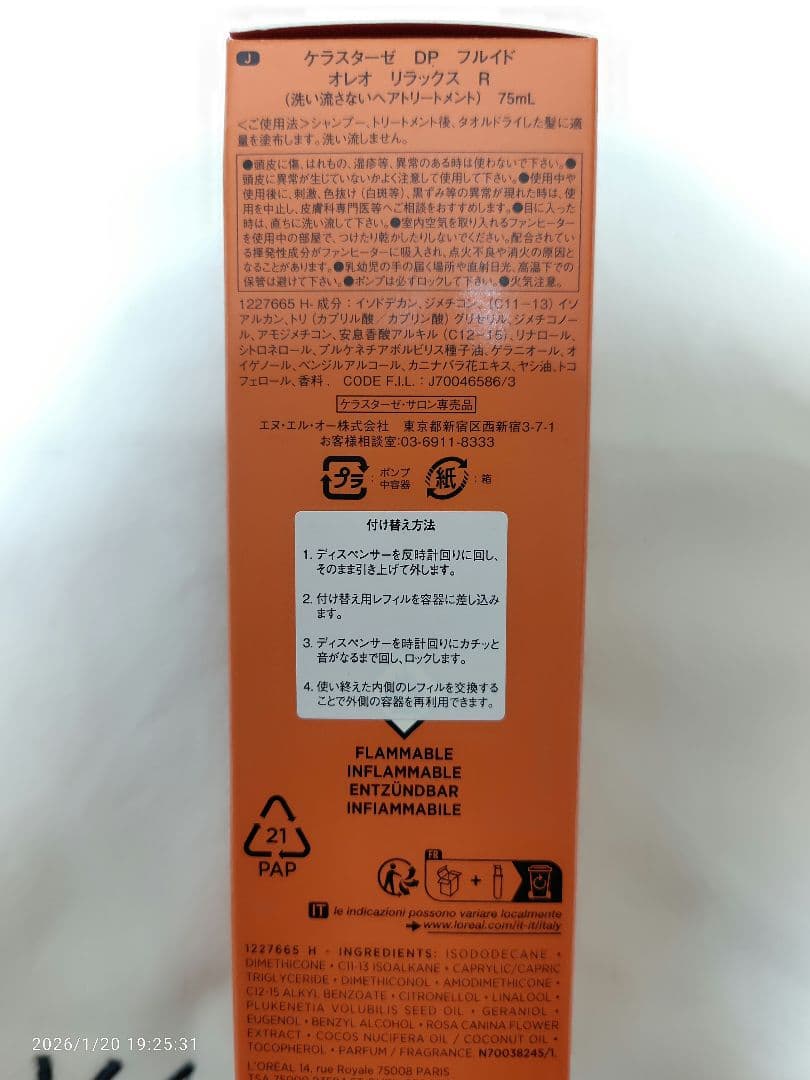 J ケラスターゼ DP フルイド
オレオ リラックス R
(洗い流さないヘアトリートメント) 75mL
<ご使用法>シャンプー、トリートメント後、タオルドライした髪に適
量を塗布します。洗い流しません。
●頭皮に傷、はれもの、湿疹等、異常のある時は使わないで下さい。●
頭皮に異常が生じていないかよく注意して使用して下さい。●使用中や
使用後に、刺激、色抜け(白斑等)、黒ずみ等の異常が現れた時は、使
用を中止し、皮膚科専門医等へご相談をおすすめします。●目に入った
時は、直ちに洗い流して下さい。●室内空気を取り入れるファンヒーター
を使用中の部屋で、つけたり乾かしたりしないでください。配合されてい
る揮発性成分がファンヒーターに吸入され、点火不良や消火の原因と
なることがあります。●乳幼児の手の届く場所や直射日光、高温下での
保管は避けて下さい。●ポンプは必ずロックして下さい。●火気注意。
1227665 H- 成分:イソドデカン、ジメチコン、(C11-13)イソ
アルカン、トリ(カプリル酸/カプリン酸)グリセリル、ジメチコノー
ル、アモジメチコン、安息香酸アルキル(C12-15)、リナロール、
シトロネロール、プルケネチアボルビリス種子油、ゲラニオール、オ
イゲノール、ベンジルアルコール、カニナバラ花エキス、ヤシ油、トコ
フェロール、香料. CODE F.I.L.:J70046586/3
ケラスターゼ・サロン専売品
エヌ・エル・オー株式会社 東京都新宿区西新宿3-7-1
お客様相談室:03-6911-8333
プラ:ポンプ
中容器
紙:箱
付け替え方法
1. ディスペンサーを反時計回りに回し、
そのまま引き上げて外します。
2. 付け替え用レフィルを容器に差し込み
ます。
3. ディスペンサーを時計回りにカチッと
音がなるまで回し、ロックします。
4. 使い終えた内側のレフィルを交換する
ことで外側の容器を再利用できます。
FLAMMABLE
INFLAMMABLE
ENTZÜNDBAR
INFIAMMABILE
21
PAP
FR
+
IT le indicazioni possono variare localmente
www.loreal.com/it-it/italy
1227665 H • INGREDIENTS: ISODODECANE •
DIMETHICONE • C11-13 ISOALKANE • CAPRYLIC/CAPRIC
TRIGLYCERIDE • DIMETHICONOL • AMODIMETHICONE •
C12-15 ALKYL BENZOATE • CITRONELLOL • LINALOOL •
PLUKENETIA VOLUBILIS SEED OIL • GERANIOL •
EUGENOL • BENZYL ALCOHOL • ROSA CANINA FLOWER
EXTRACT • COCOS NUCIFERA OIL / COCONUT OIL •
TOCOPHEROL • PARFUM / FRAGRANCE. N70038245/1.
L'ORÉAL 14, rue Royale 75008 PARIS
2026/1/20 19:25:31